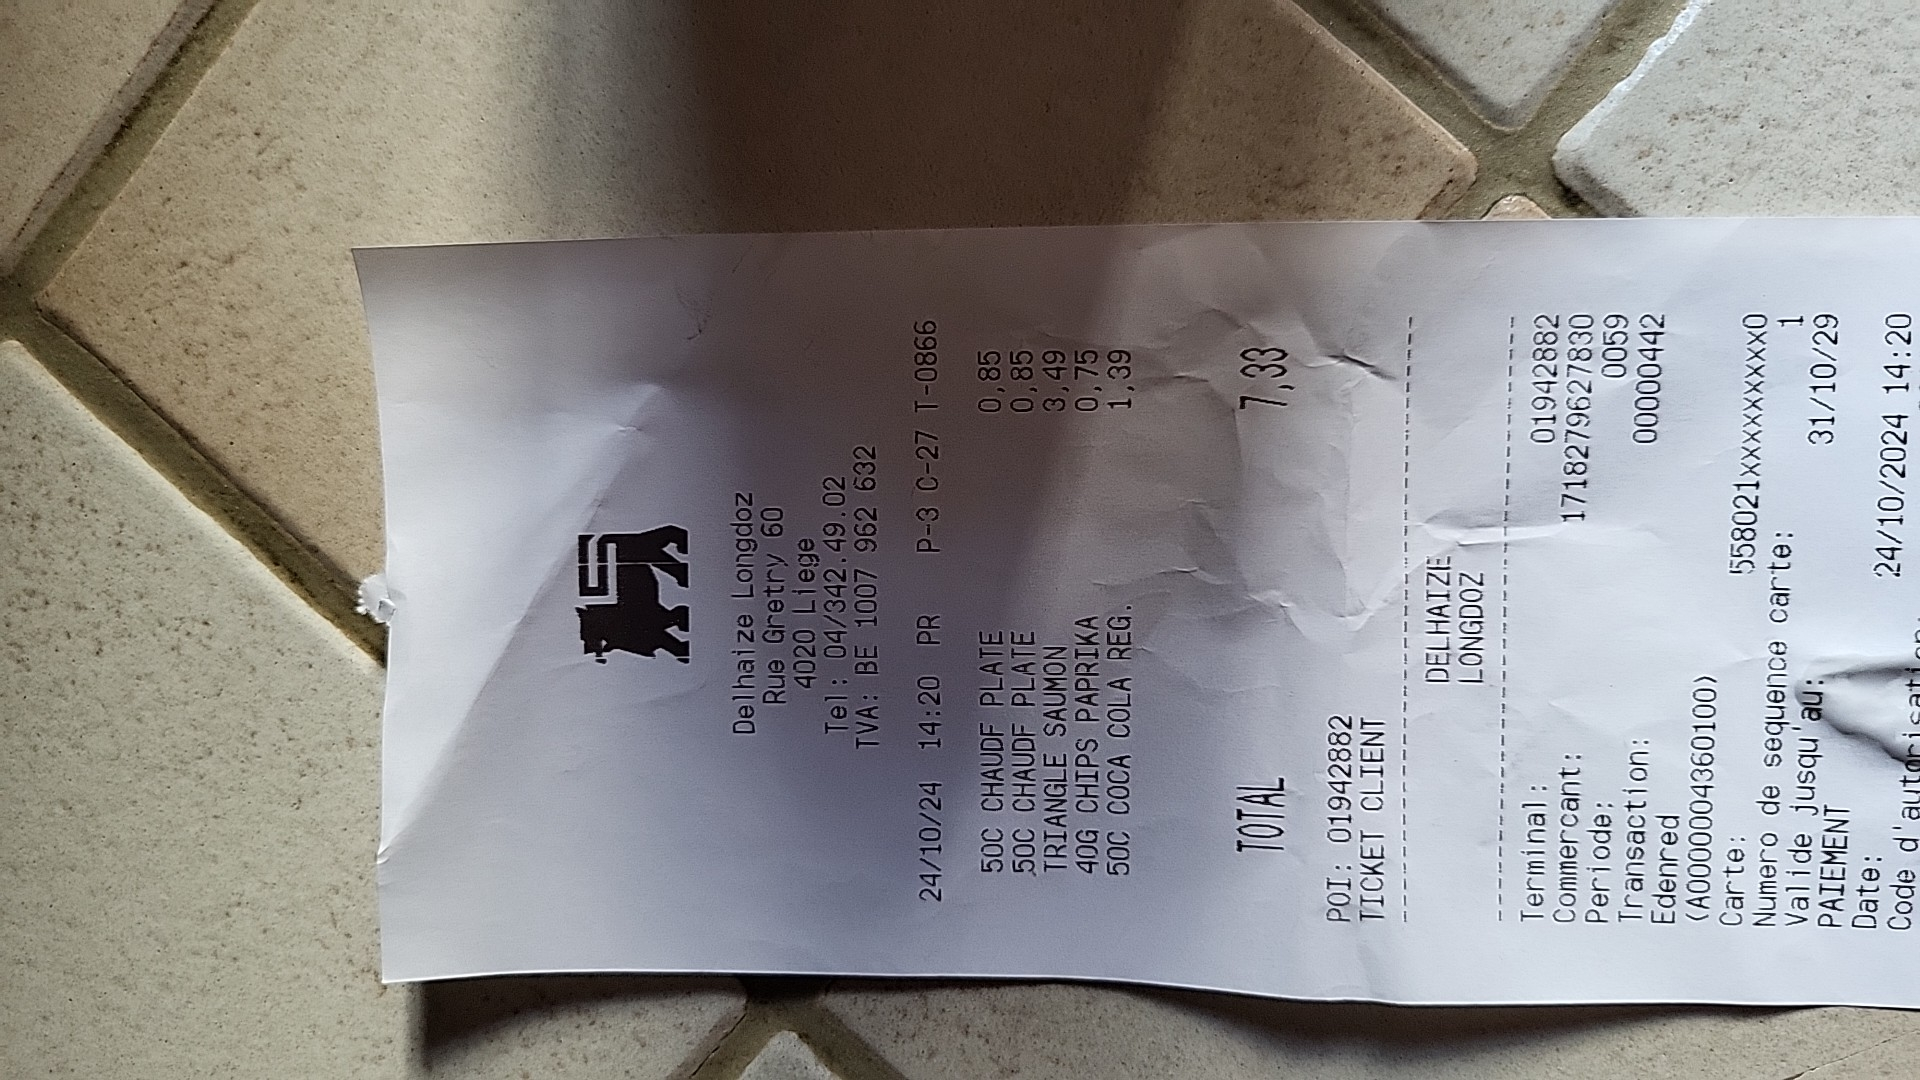 Delhaize Longdoz
Rue Gretry 60
4020 Liege
Tel: 04/342.49.02
TVA: BE 1007 962 632
24/10/24 14:20 PR P-3 C-27 T-0866
50C CHAUDF PLATE 0,85
50C CHAUDF PLATE 0,85
TRIANGLE SAUMON 3,49
40G CHIPS PAPRIKA 0,75
50C COCA COLA REG. 1,39
TOTAL 7,33
POI: 01942882
TICKET CLIENT
DELHAIZE
LONGDOZ
Terminal: 01942882
Commercant: 1718279627830
Periode: 0059
Transaction: 00000442
Edenred
(A00004360100)
Carte: 558021xxxxxxxxxxx0
Numero de sequence carte: 1
Valide jusqu'au: 31/10/29
PAIEMENT
Date: 24/10/2024 14:20
Code d'autorisation: